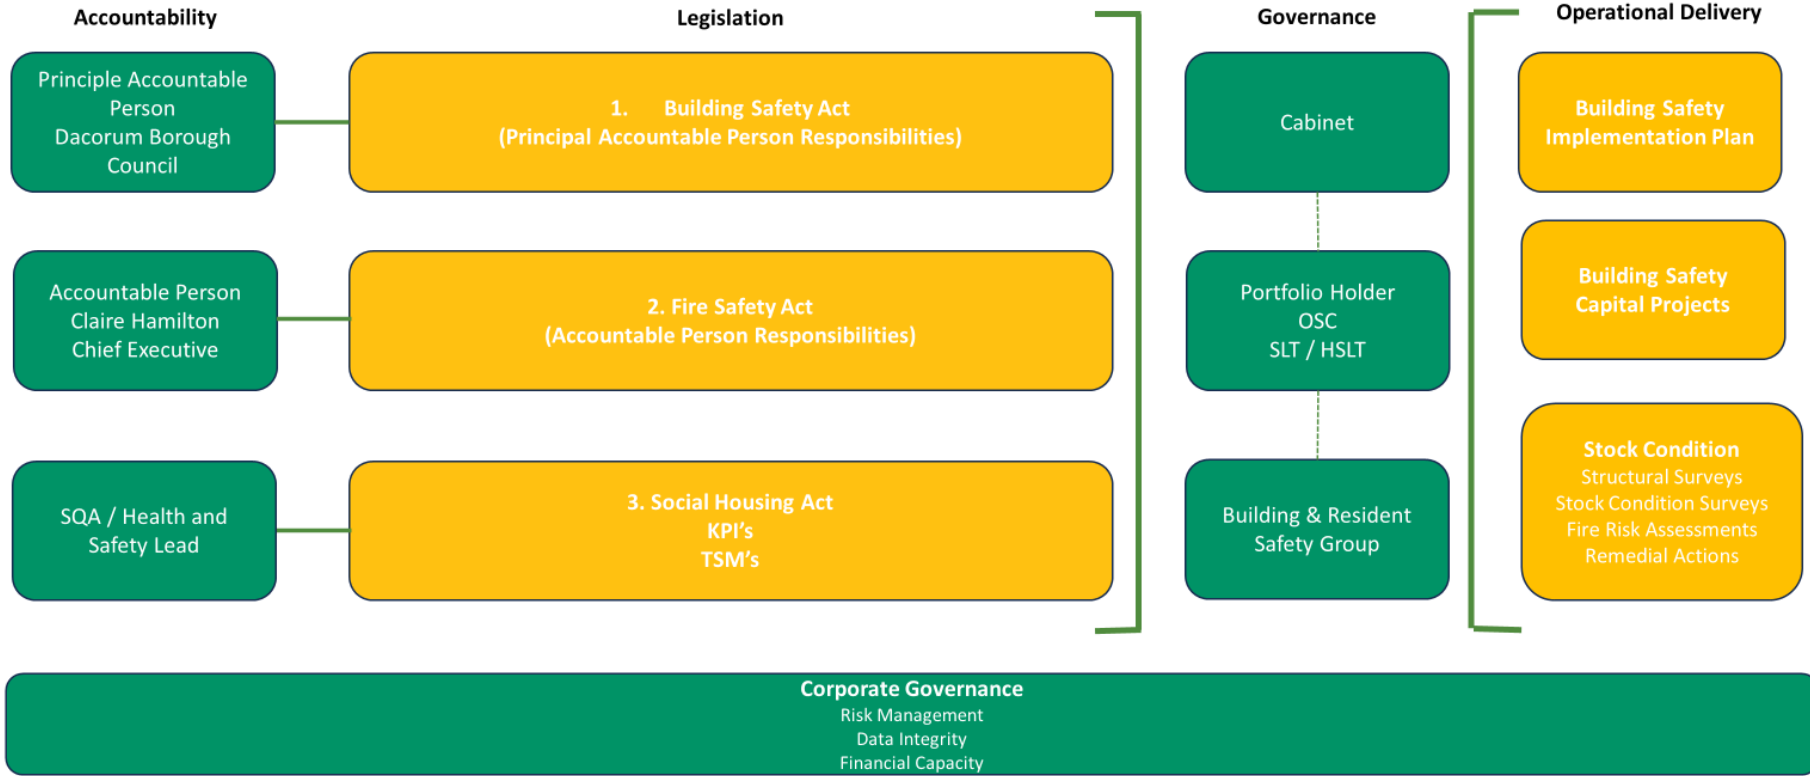 Accountability
Legislation
Governance
Operational Delivery
Principle Accountable
Person
Dacorum Borough
Council
1. Building Safety Act
(Principal Accountable Person Responsibilities)
Cabinet
Building Safety
Implementation Plan
Accountable Person
Claire Hamilton
Chief Executive
2. Fire Safety Act
(Accountable Person Responsibilities)
Portfolio Holder
OSC
SLT / HSLT
Building Safety
Capital Projects
SQA / Health and
Safety Lead
3. Social Housing Act
KPI’s
TSM’s
Building & Resident
Safety Group
Stock Condition
Structural Surveys
Stock Condition Surveys
Fire Risk Assessments
Remedial Actions
Corporate Governance
Risk Management
Data Integrity
Financial Capacity